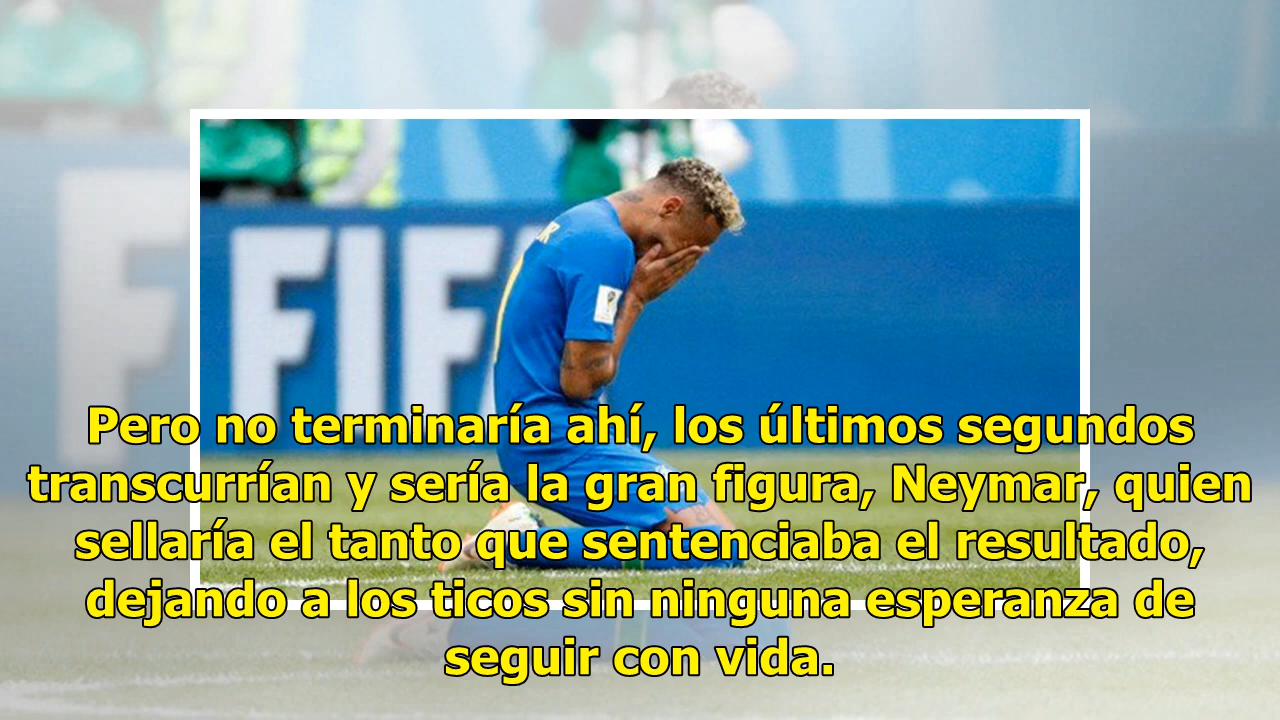 FIFA
Pero no terminaría ahí, los últimos segundos
transcurrían y sería la gran figura, Neymar, quien
sellaría el tanto que sentenciaba el resultado,
dejando a los ticos sin ninguna esperanza de
seguir con vida.